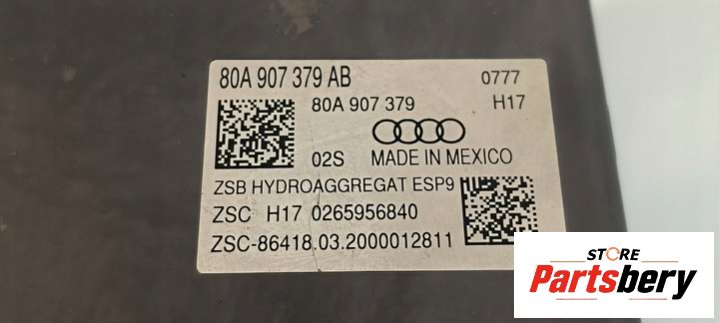 80A 907 379 AB 0777
80A 907 379 H17
02S MADE IN MEXICO
ZSB HYDROAGGREGAT ESP9
ZSC H17 0265956840
ZSC-86418.03.2000012811
STORE
Partsbery